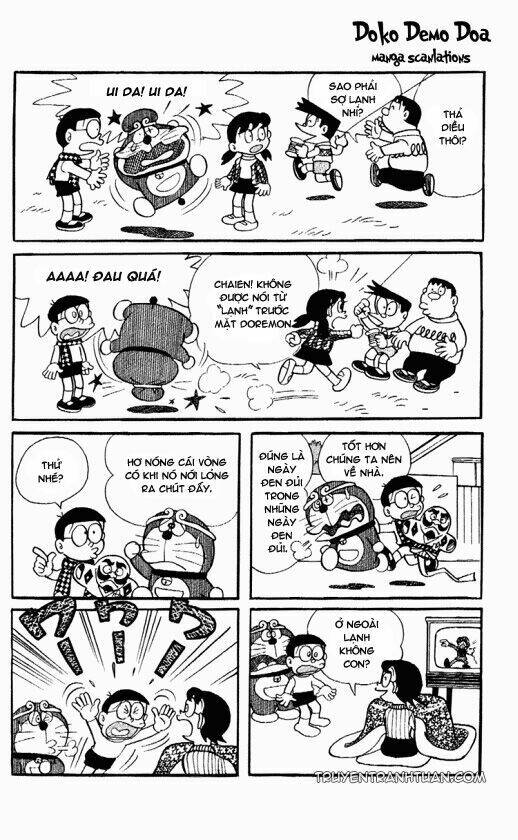 Doko Demo Doa
manga scanlations
UI DA! UI DA!
SAO PHẢI
SỢ LẠNH
NHỈ?
THẢ
DIỀU
THÔI?
AAAA! ĐAU QUÁ!
CHAIEN! KHÔNG
ĐƯỢC NÓI TỪ
"LẠNH" TRƯỚC
MẶT DOREMON
THỬ
NHÉ?
HƠ NÓNG CÁI VÒNG
CÓ KHI NÓ NỚI LỎNG
RA CHÚT ĐẤY.
ĐÚNG LÀ
NGÀY
ĐEN ĐỦI
TRONG
NHỮNG
NGÀY
ĐEN
ĐỦI.
TỐT HƠN
CHÚNG TA NÊN
VỀ NHÀ.
Ở NGOÀI
LẠNH
KHÔNG
CON?
TRUYENTRANHTUAN.COM